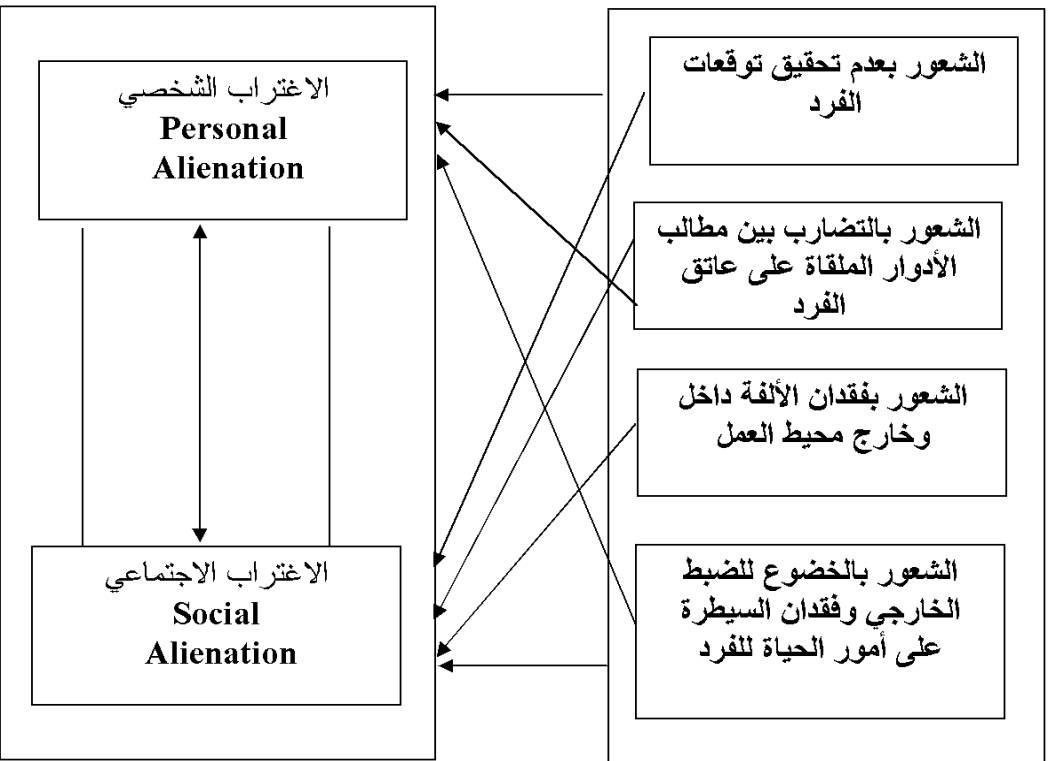 الشعور بعدم تحقيق توقعات
الفرد
الشعور بالتضارب بين مطالب
الأدوار الملقاة على عاتق
الفرد
الشعور بفقدان الألفة داخل
وخارج محيط العمل
الشعور بالخضوع للضبط
الخارجي وفقدان السيطرة
على أمور الحياة للفرد
الاغتراب الشخصي
Personal
Alienation
الاغتراب الاجتماعي
Social
Alienation